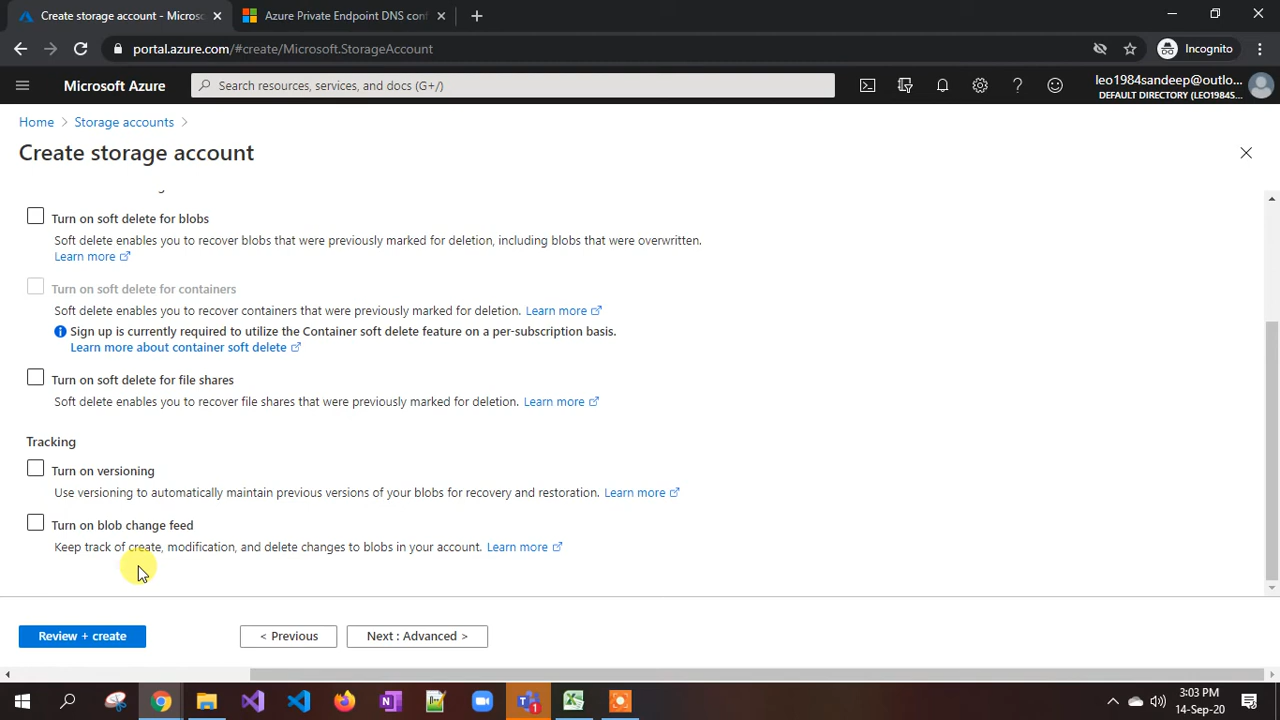 Create storage account - Micros
Azure Private Endpoint DNS conf
portal.azure.com/#create/Microsoft.StorageAccount
Incognito
Microsoft Azure
Search resources, services, and docs (G+/)
leo1984sandeep@outlo...
DEFAULT DIRECTORY (LEO1984S...
Home > Storage accounts >
Create storage account
Turn on soft delete for blobs
Soft delete enables you to recover blobs that were previously marked for deletion, including blobs that were overwritten.
Learn more
Turn on soft delete for containers
Soft delete enables you to recover containers that were previously marked for deletion. Learn more
Sign up is currently required to utilize the Container soft delete feature on a per-subscription basis.
Learn more about container soft delete
Turn on soft delete for file shares
Soft delete enables you to recover file shares that were previously marked for deletion. Learn more
Tracking
Turn on versioning
Use versioning to automatically maintain previous versions of your blobs for recovery and restoration. Learn more
Turn on blob change feed
Keep track of create, modification, and delete changes to blobs in your account. Learn more
Review + create
< Previous
Next : Advanced >
1
3:03 PM
14-Sep-20